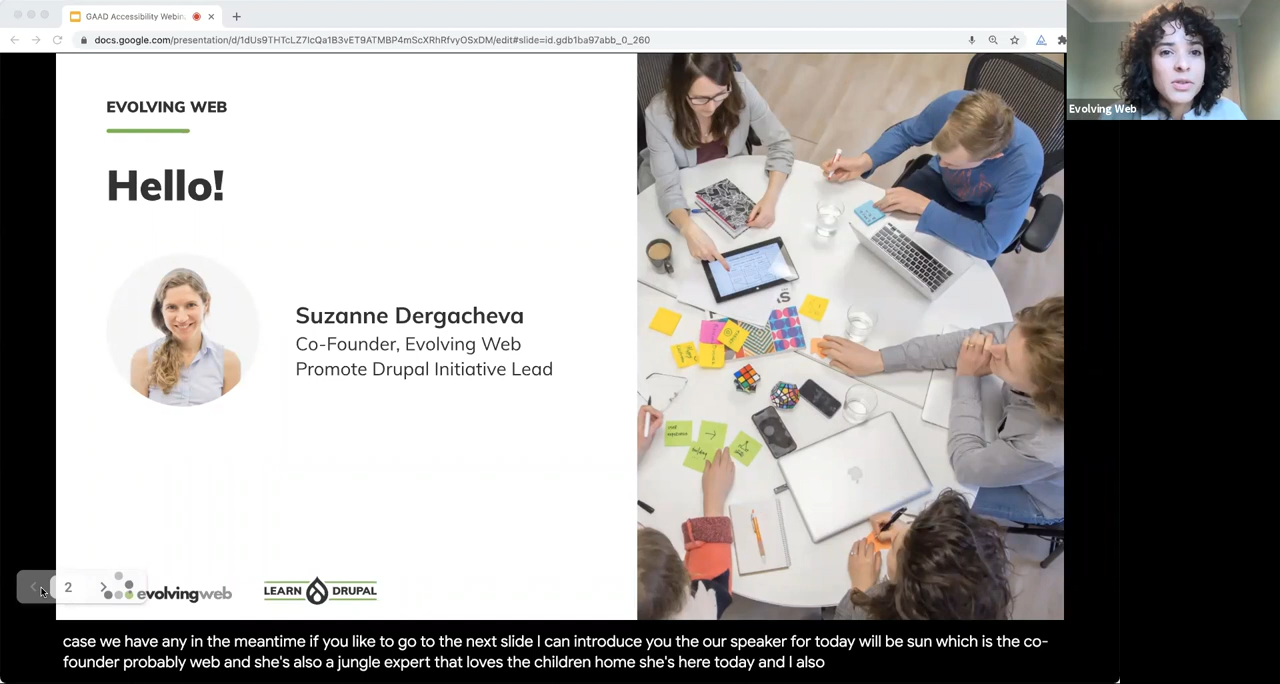 GAAD Accessibility Webin.
docs.google.com/presentation/d/1dUs9THTcLZ7lcQa1B3vET9ATMBP4mScXRhRfvyOSxDM/edit#slide=id.gdb1ba97abb_0_260
Evolving Web
EVOLVING WEB
Hello!
Suzanne Dergacheva
Co-Founder, Evolving Web
Promote Drupal Initiative Lead
2
evolvingweb
LEARN DRUPAL
case we have any in the meantime if you like to go to the next slide I can introduce you the our speaker for today will be sun which is the co-
founder probably web and she's also a jungle expert that loves the children home she's here today and I also